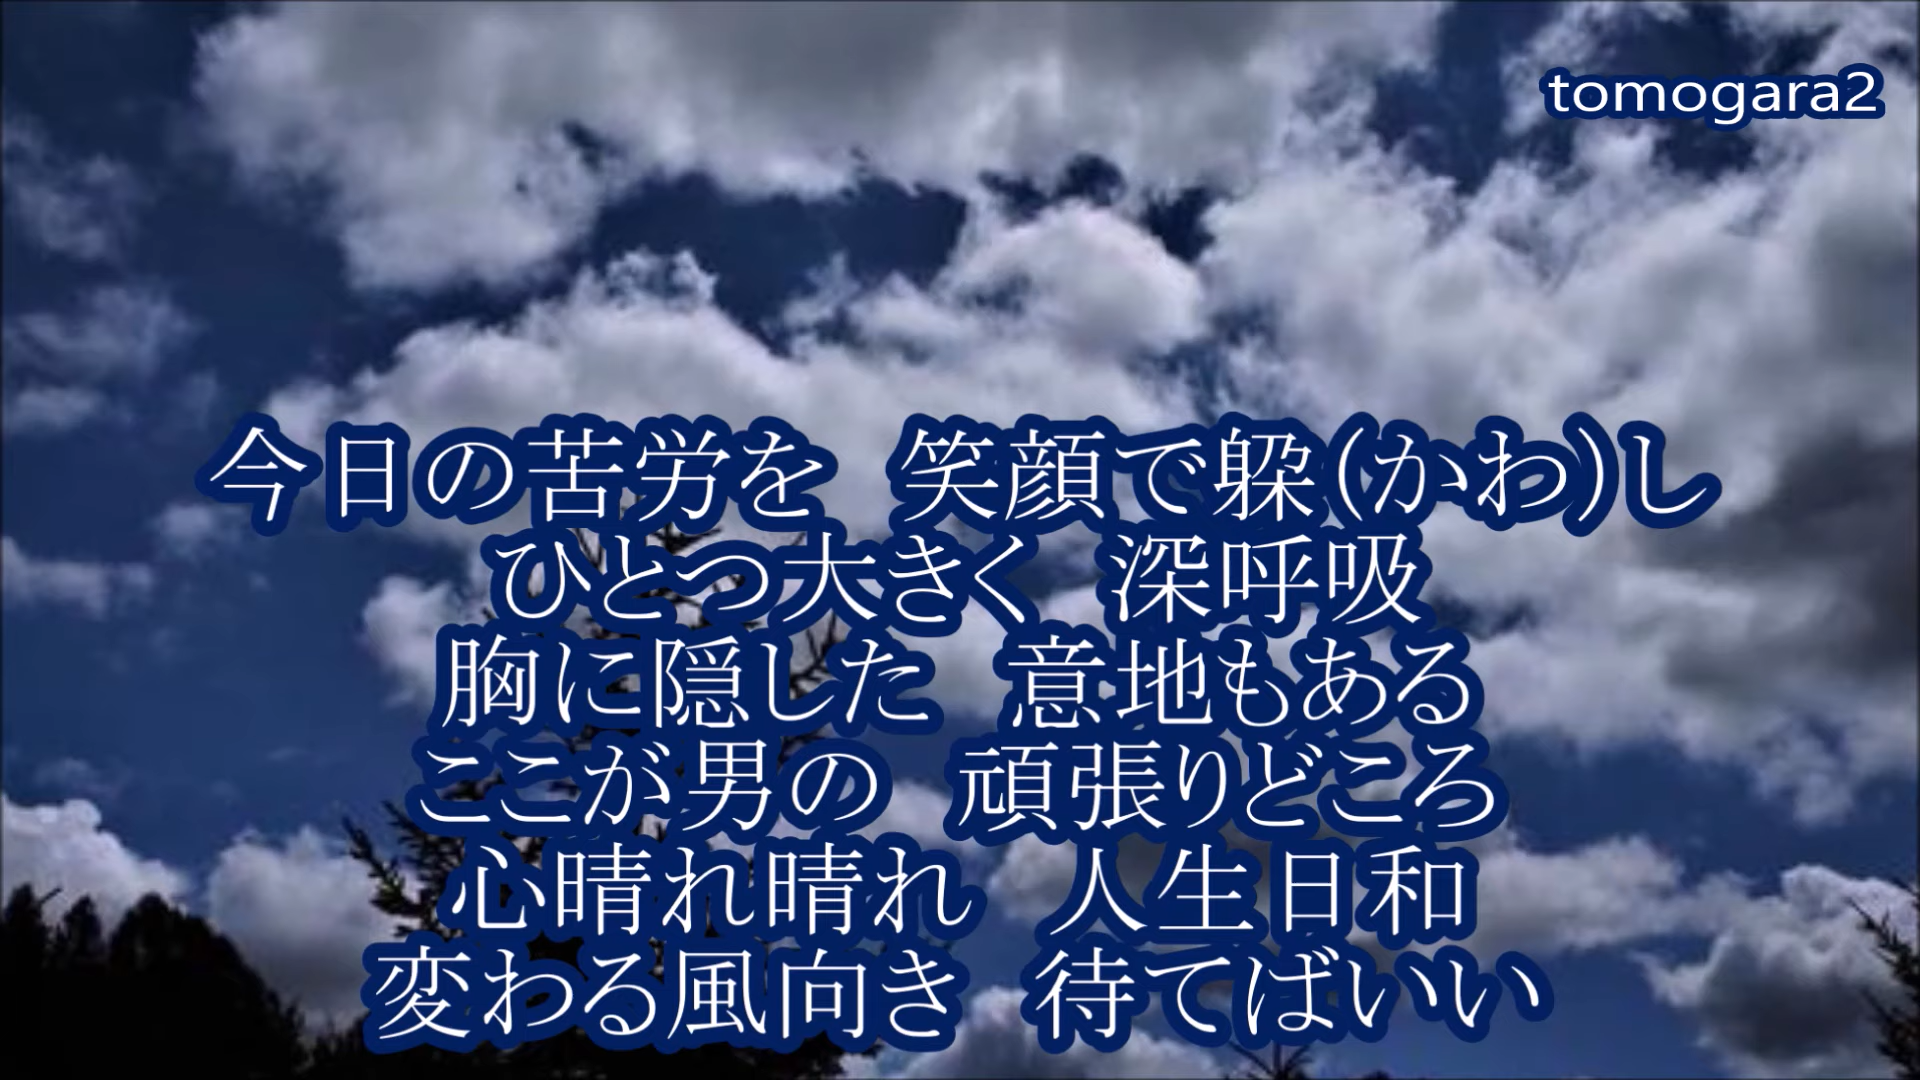 tomogara2
今日の苦労を　笑顔で躱（かわ）し
ひとつ大きく　深呼吸
胸に隠した　意地もある
ここが男の　頑張りどころ
心晴れ晴れ　人生日和
変わる風向き　待てばいい